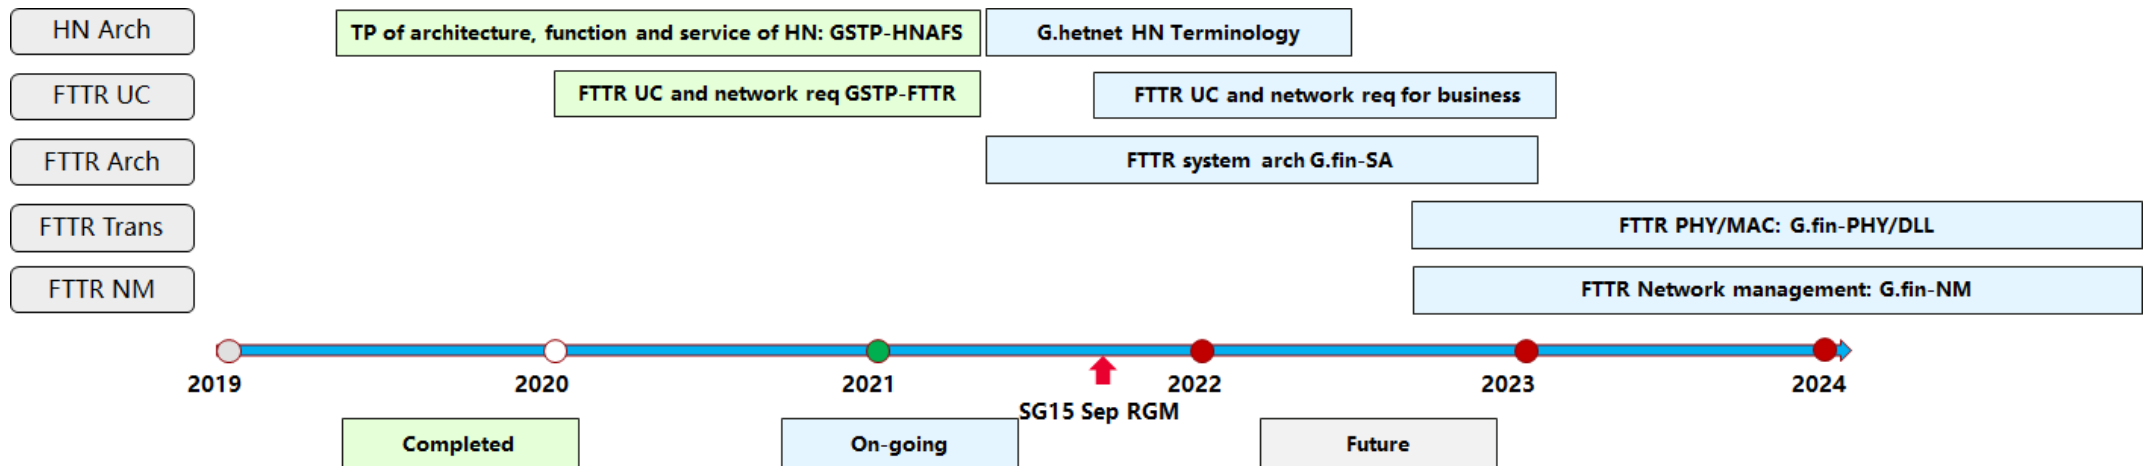 HN Arch
TP of architecture, function and service of HN: GSTP-HNAFS
G.hetnet HN Terminology
FTTR UC
FTTR UC and network req GSTP-FTTR
FTTR UC and network req for business
FTTR Arch
FTTR system arch G.fin-SA
FTTR Trans
FTTR PHY/MAC: G.fin-PHY/DLL
FTTR NM
FTTR Network management: G.fin-NM
2019
2020
2021
2022
2023
2024
SG15 Sep RGM
Completed
On-going
Future